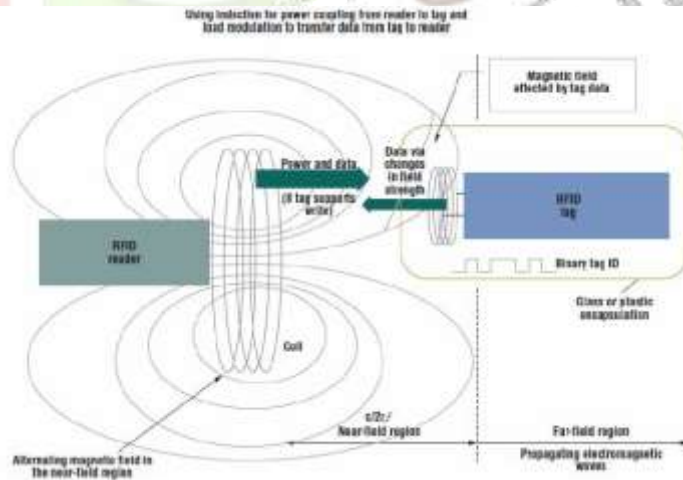 Using induction for power coupling from reader to tag and
load modulation to transfer data from tag to reader
Magnetic field
affected by tag data
Power and data
(if tag supports
write)
Data via
changes
in field
strength
RFID
reader
RFID
tag
Binary tag ID
Glass or plastic
encapsulation
Coil
Near-field region
Far-field region
Propagating electromagnetic
waves
Alternating magnetic field in
the near-field region